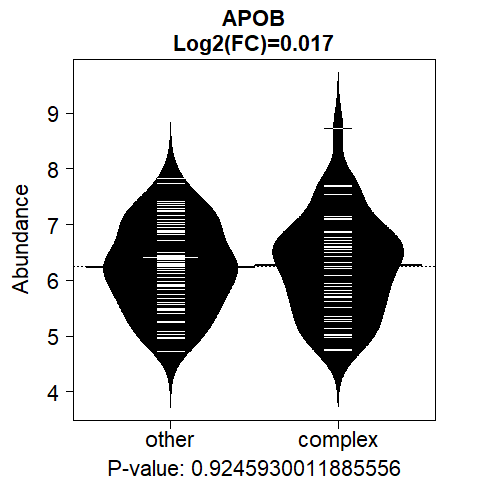 APOB
Log2(FC)=0.017
Abundance
9
8
7
6
5
4
other complex
P-value: 0.9245930011885556